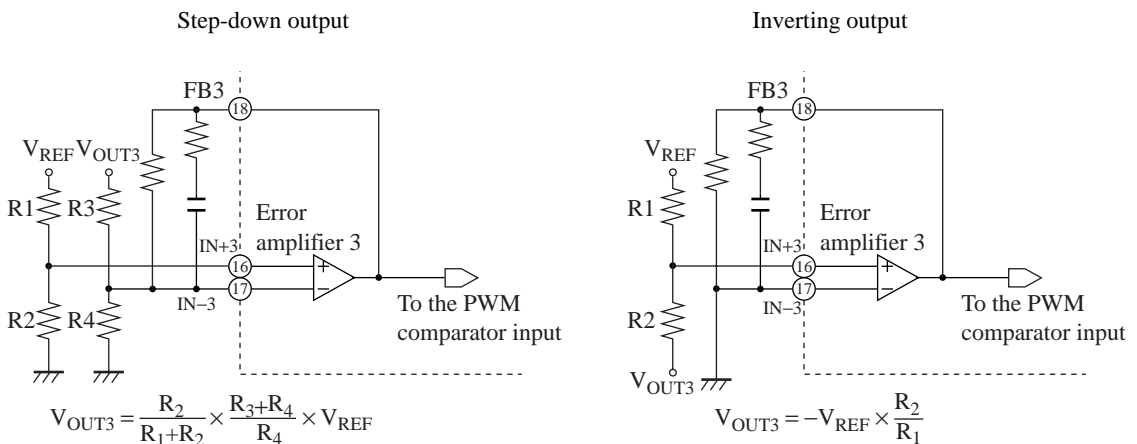 Step-down output
FB3
18
VREF
VOUT3
R1
R3
Error
amplifier 3
IN+3
16
+
17
−
IN−3
R2
R4
To the PWM
comparator input
VOUT3 = R2/(R1+R2) × (R3+R4)/R4 × VREF
Inverting output
FB3
18
VREF
R1
Error
amplifier 3
IN+3
16
+
17
−
IN−3
R2
To the PWM
comparator input
VOUT3
VOUT3 = −VREF × R2/R1